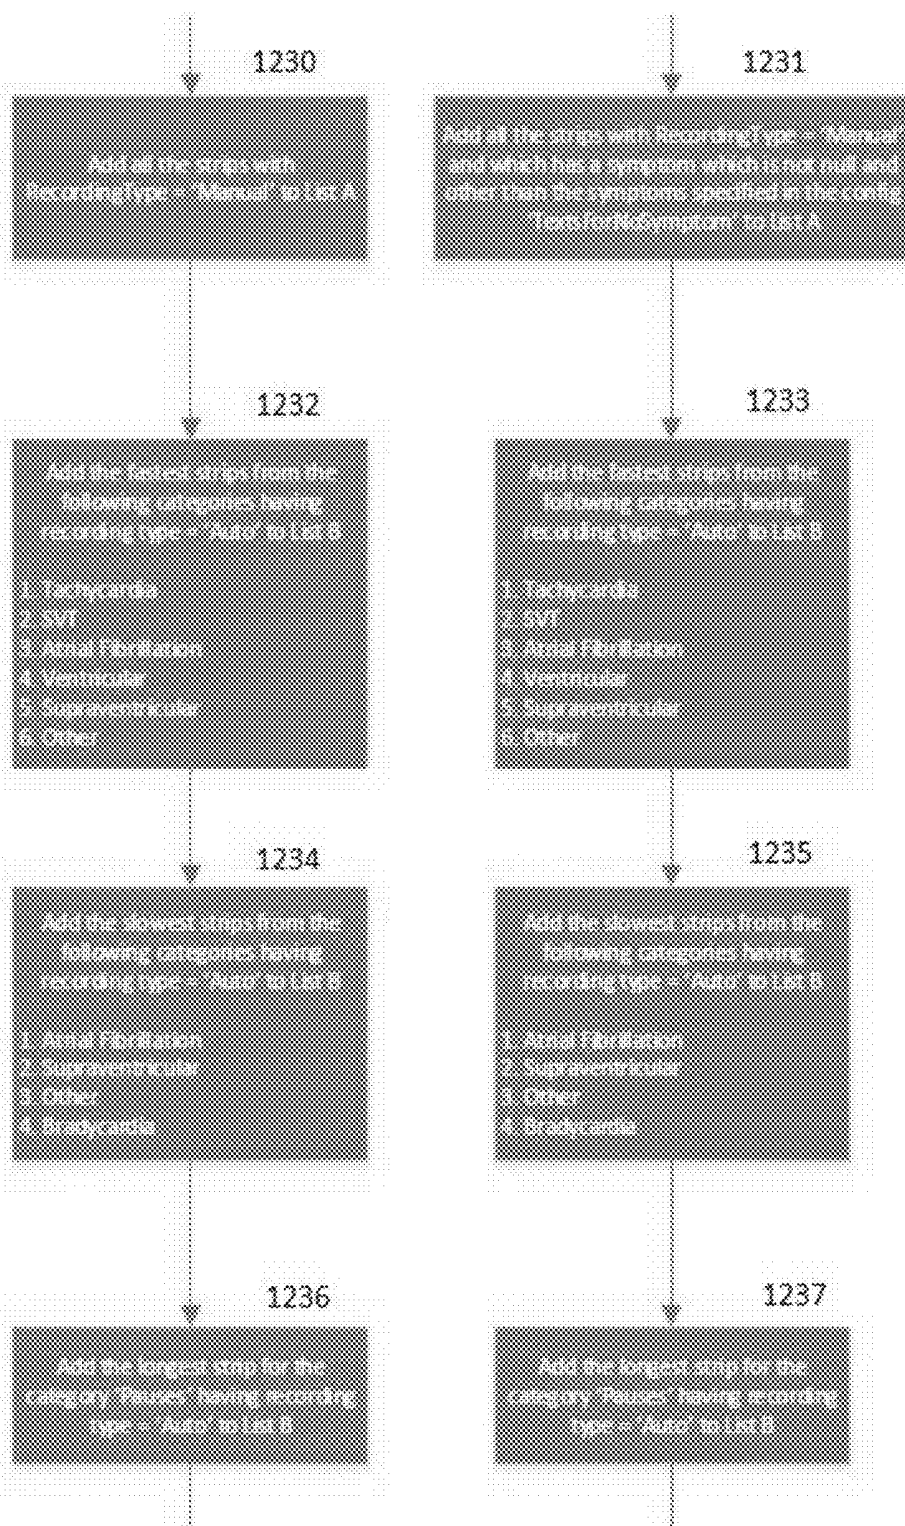 1230
Add all the strips with
RecordingType = 'Manual' to List A
1231
Add all the strips with RecordingType = 'Manual'
and which has a symptom which is not null and
other than the symptoms specified in the config
to List A
1232
Add the fastest strips from the
following categories having
recording type = 'Auto' to List B
1. Tachycardia
2. SVT
3. Atrial Fibrillation
4. Ventricular
5. Supraventricular
6. Other
1233
Add the fastest strips from the
following categories having
recording type = 'Auto' to List B
1. Tachycardia
2. SVT
3. Atrial Fibrillation
4. Ventricular
5. Supraventricular
6. Other
1234
Add the slowest strips from the
following categories having
recording type = 'Auto' to List B
1. Atrial Fibrillation
2. Supraventricular
3. Other
4. Bradycardia
1235
Add the slowest strips from the
following categories having
recording type = 'Auto' to List B
1. Atrial Fibrillation
2. Supraventricular
3. Other
4. Bradycardia
1236
Add the longest strip for the
category 'Pauses' having recording
type = 'Auto' to List B
1237
Add the longest strip for the
category 'Pauses' having recording
type = 'Auto' to List B